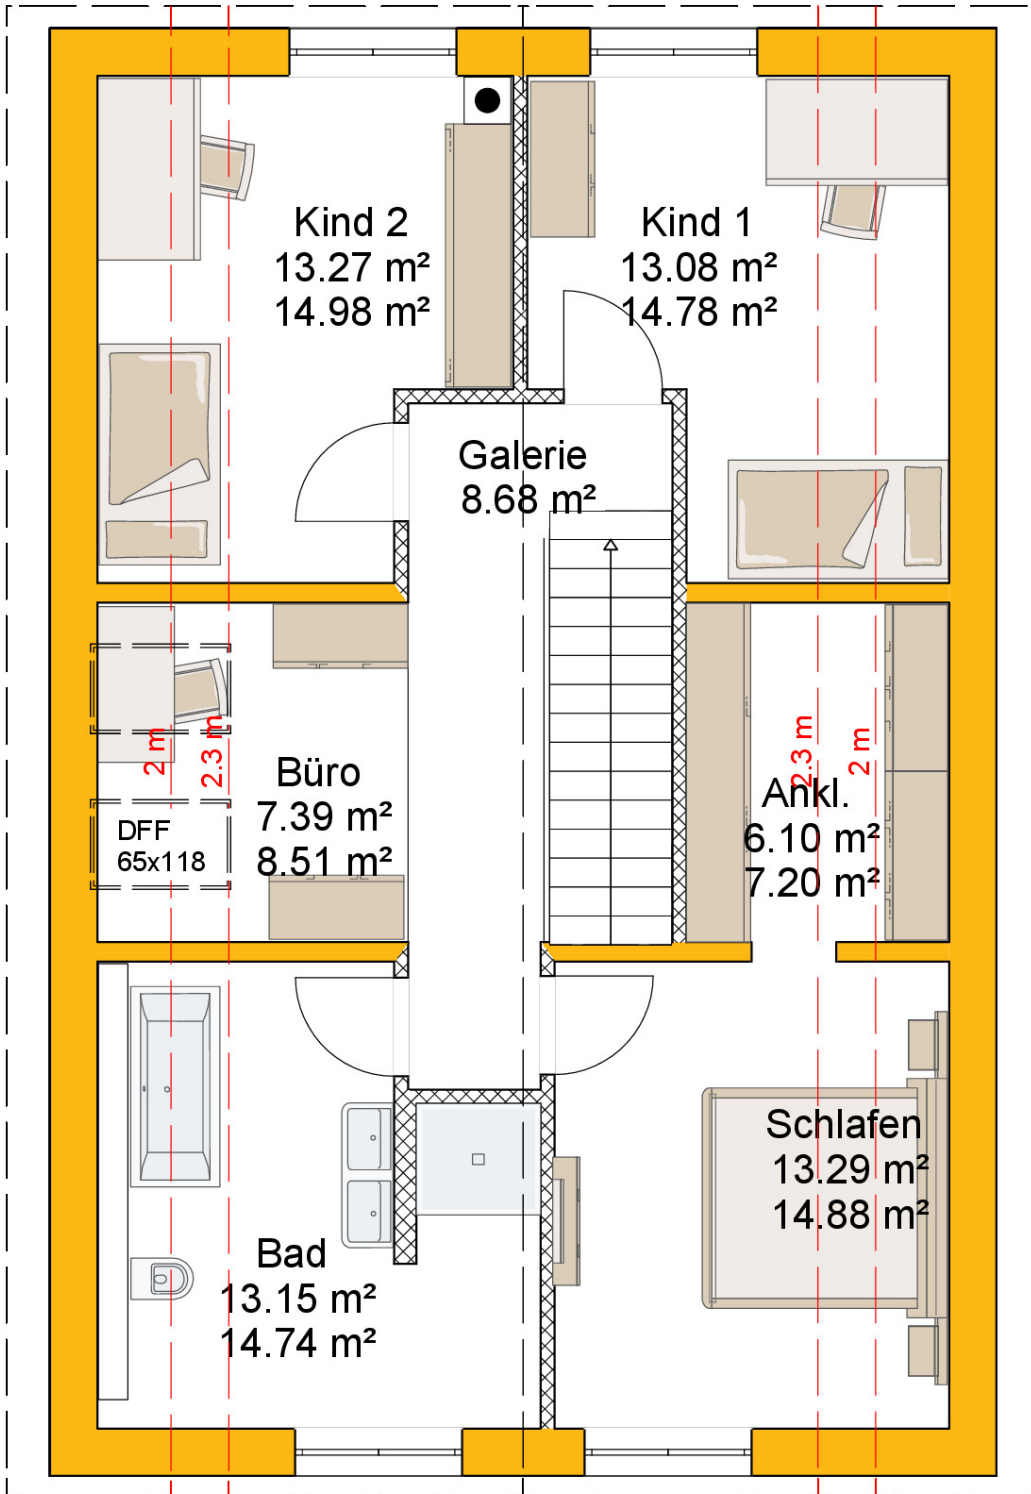 Kind 2
13.27 m²
14.98 m²
Kind 1
13.08 m²
14.78 m²
Galerie
8.68 m²
2 m
2.3 m
Büro
7.39 m²
8.51 m²
DFF
65x118
2.3 m
2 m
Ankl.
6.10 m²
7.20 m²
Schlafen
13.29 m²
14.88 m²
Bad
13.15 m²
14.74 m²